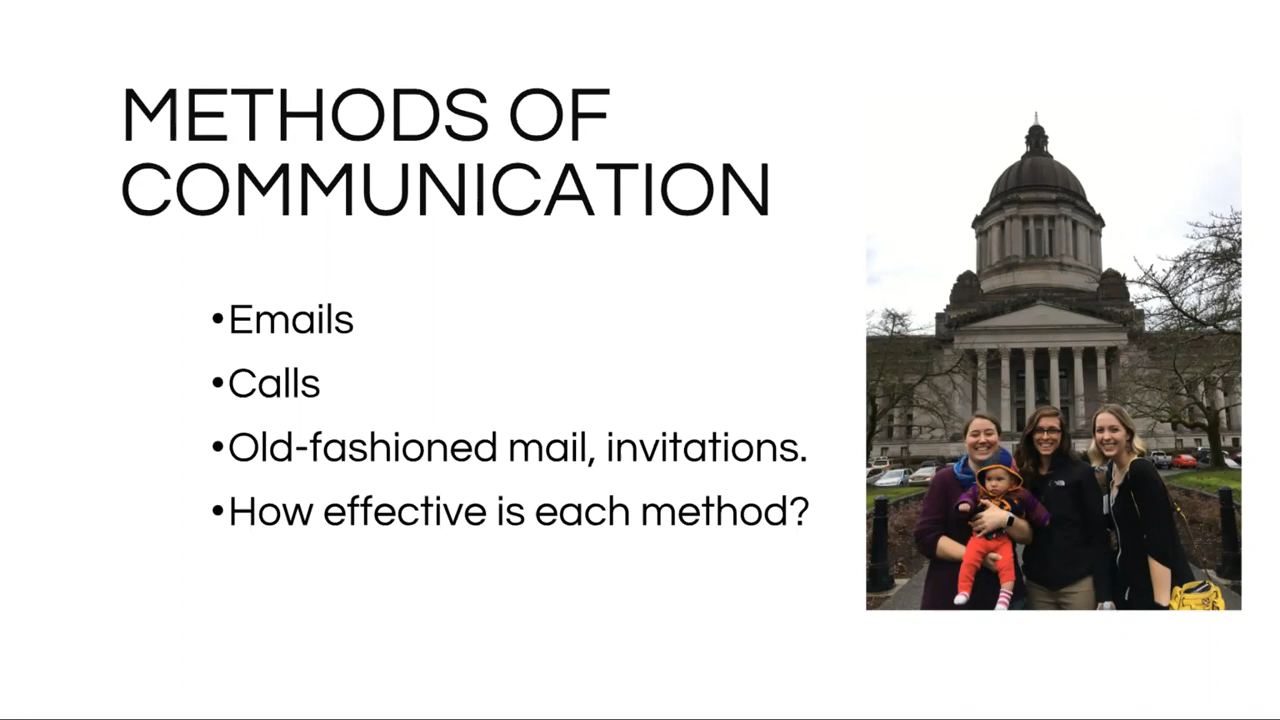 METHODS OF
COMMUNICATION
•Emails
•Calls
•Old-fashioned mail, invitations.
•How effective is each method?